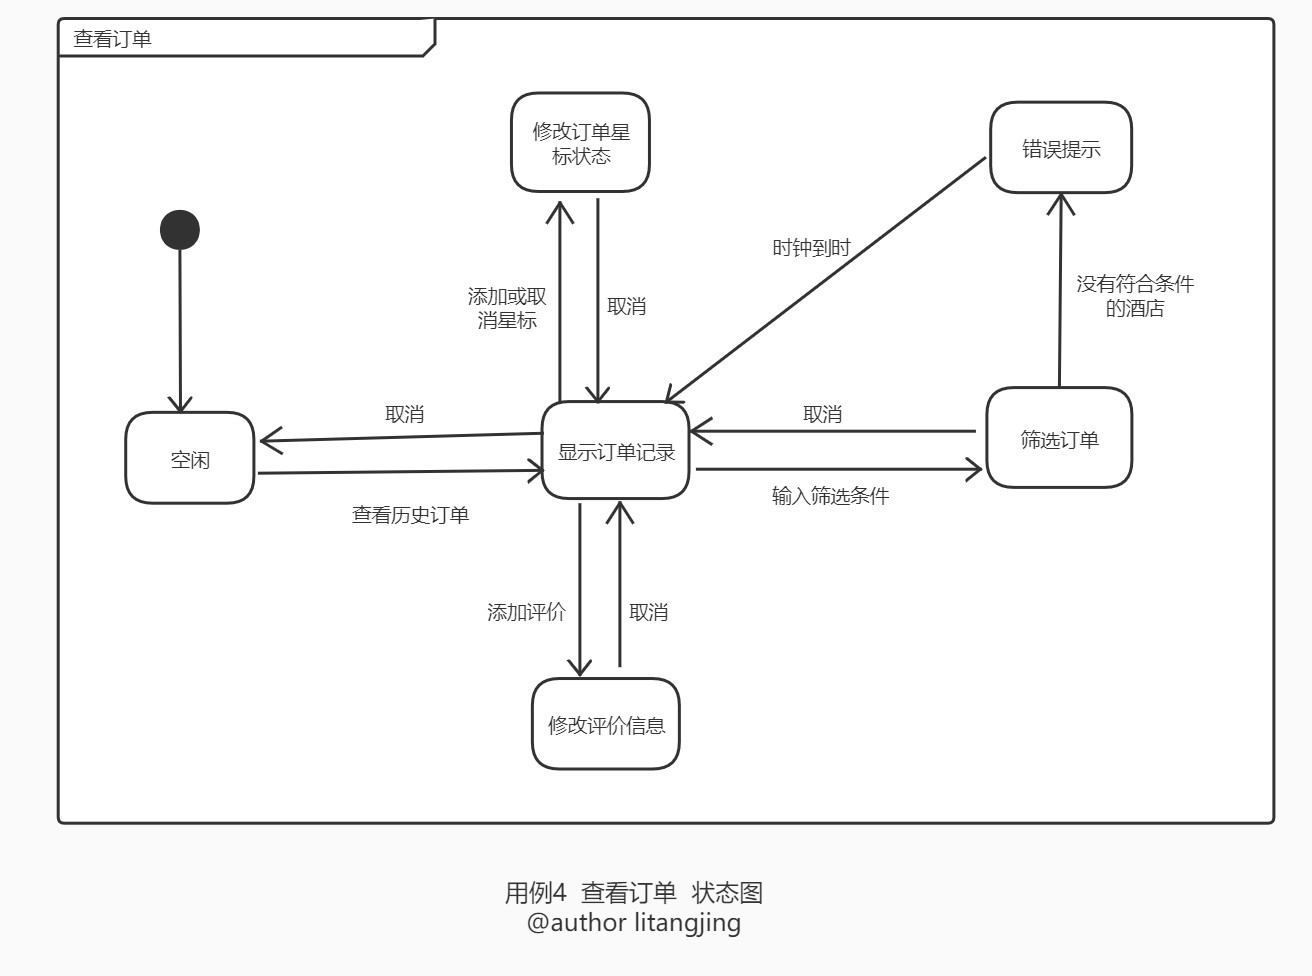 查看订单
修改订单星
标状态
错误提示
时钟到时
没有符合条件
的酒店
添加或取
消星标
取消
取消
取消
空闲
显示订单记录
筛选订单
查看历史订单
输入筛选条件
添加评价
取消
修改评价信息
用例4 查看订单 状态图
@author litangjing